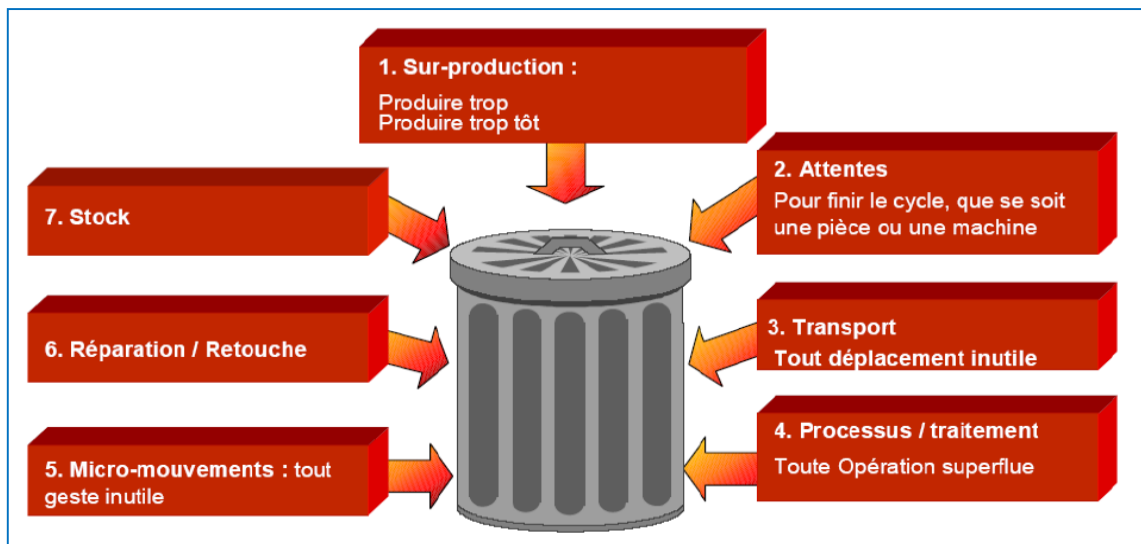 1. Sur-production :
Produire trop
Produire trop tôt
2. Attentes
Pour finir le cycle, que se soit
une pièce ou une machine
3. Transport
Tout déplacement inutile
4. Processus / traitement
Toute Opération superflue
5. Micro-mouvements : tout
geste inutile
6. Réparation / Retouche
7. Stock